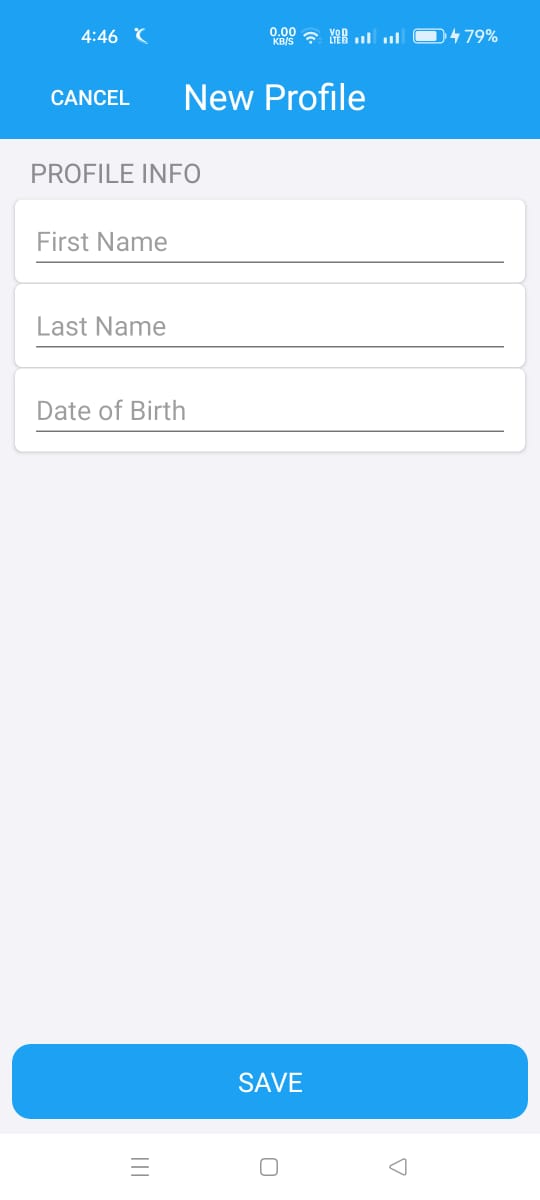 4:46 0.00 KB/S Vo LTE 79%
CANCEL New Profile
PROFILE INFO
First Name
Last Name
Date of Birth
SAVE